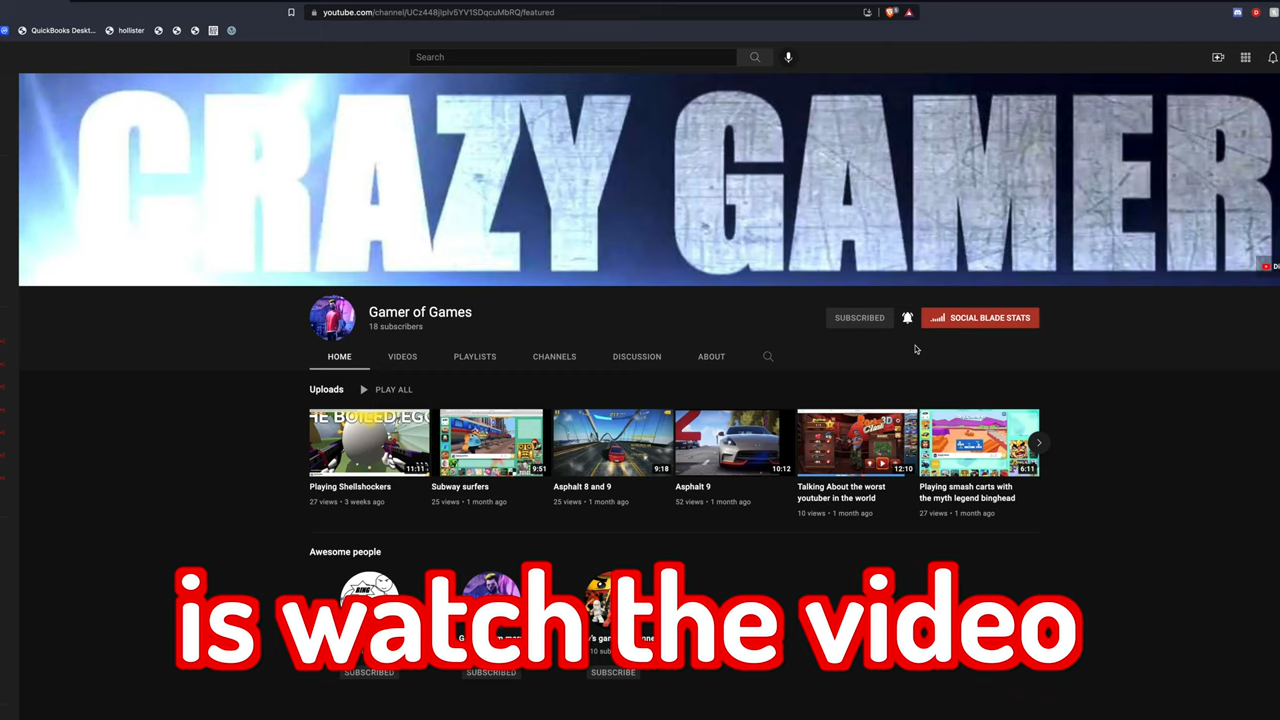 youtube.com/channel/UCz448jlplv5YV1SDqcuMbRQ/featured
QuickBooks Deskt...
hollister
Search
CRAZY GAMER
Gamer of Games
18 subscribers
SUBSCRIBED
SOCIAL BLADE STATS
HOME
VIDEOS
PLAYLISTS
CHANNELS
DISCUSSION
ABOUT
Uploads
PLAY ALL
11:11
9:51
9:18
10:12
12:10
6:11
Playing Shellshockers
Subway surfers
Asphalt 8 and 9
Asphalt 9
Talking About the worst
youtuber in the world
Playing smash carts with
the myth legend binghead
27 views • 3 weeks ago
25 views • 1 month ago
25 views • 1 month ago
52 views • 1 month ago
10 views • 1 month ago
27 views • 1 month ago
Awesome people
is watch the video
SUBSCRIBED
SUBSCRIBED
SUBSCRIBE